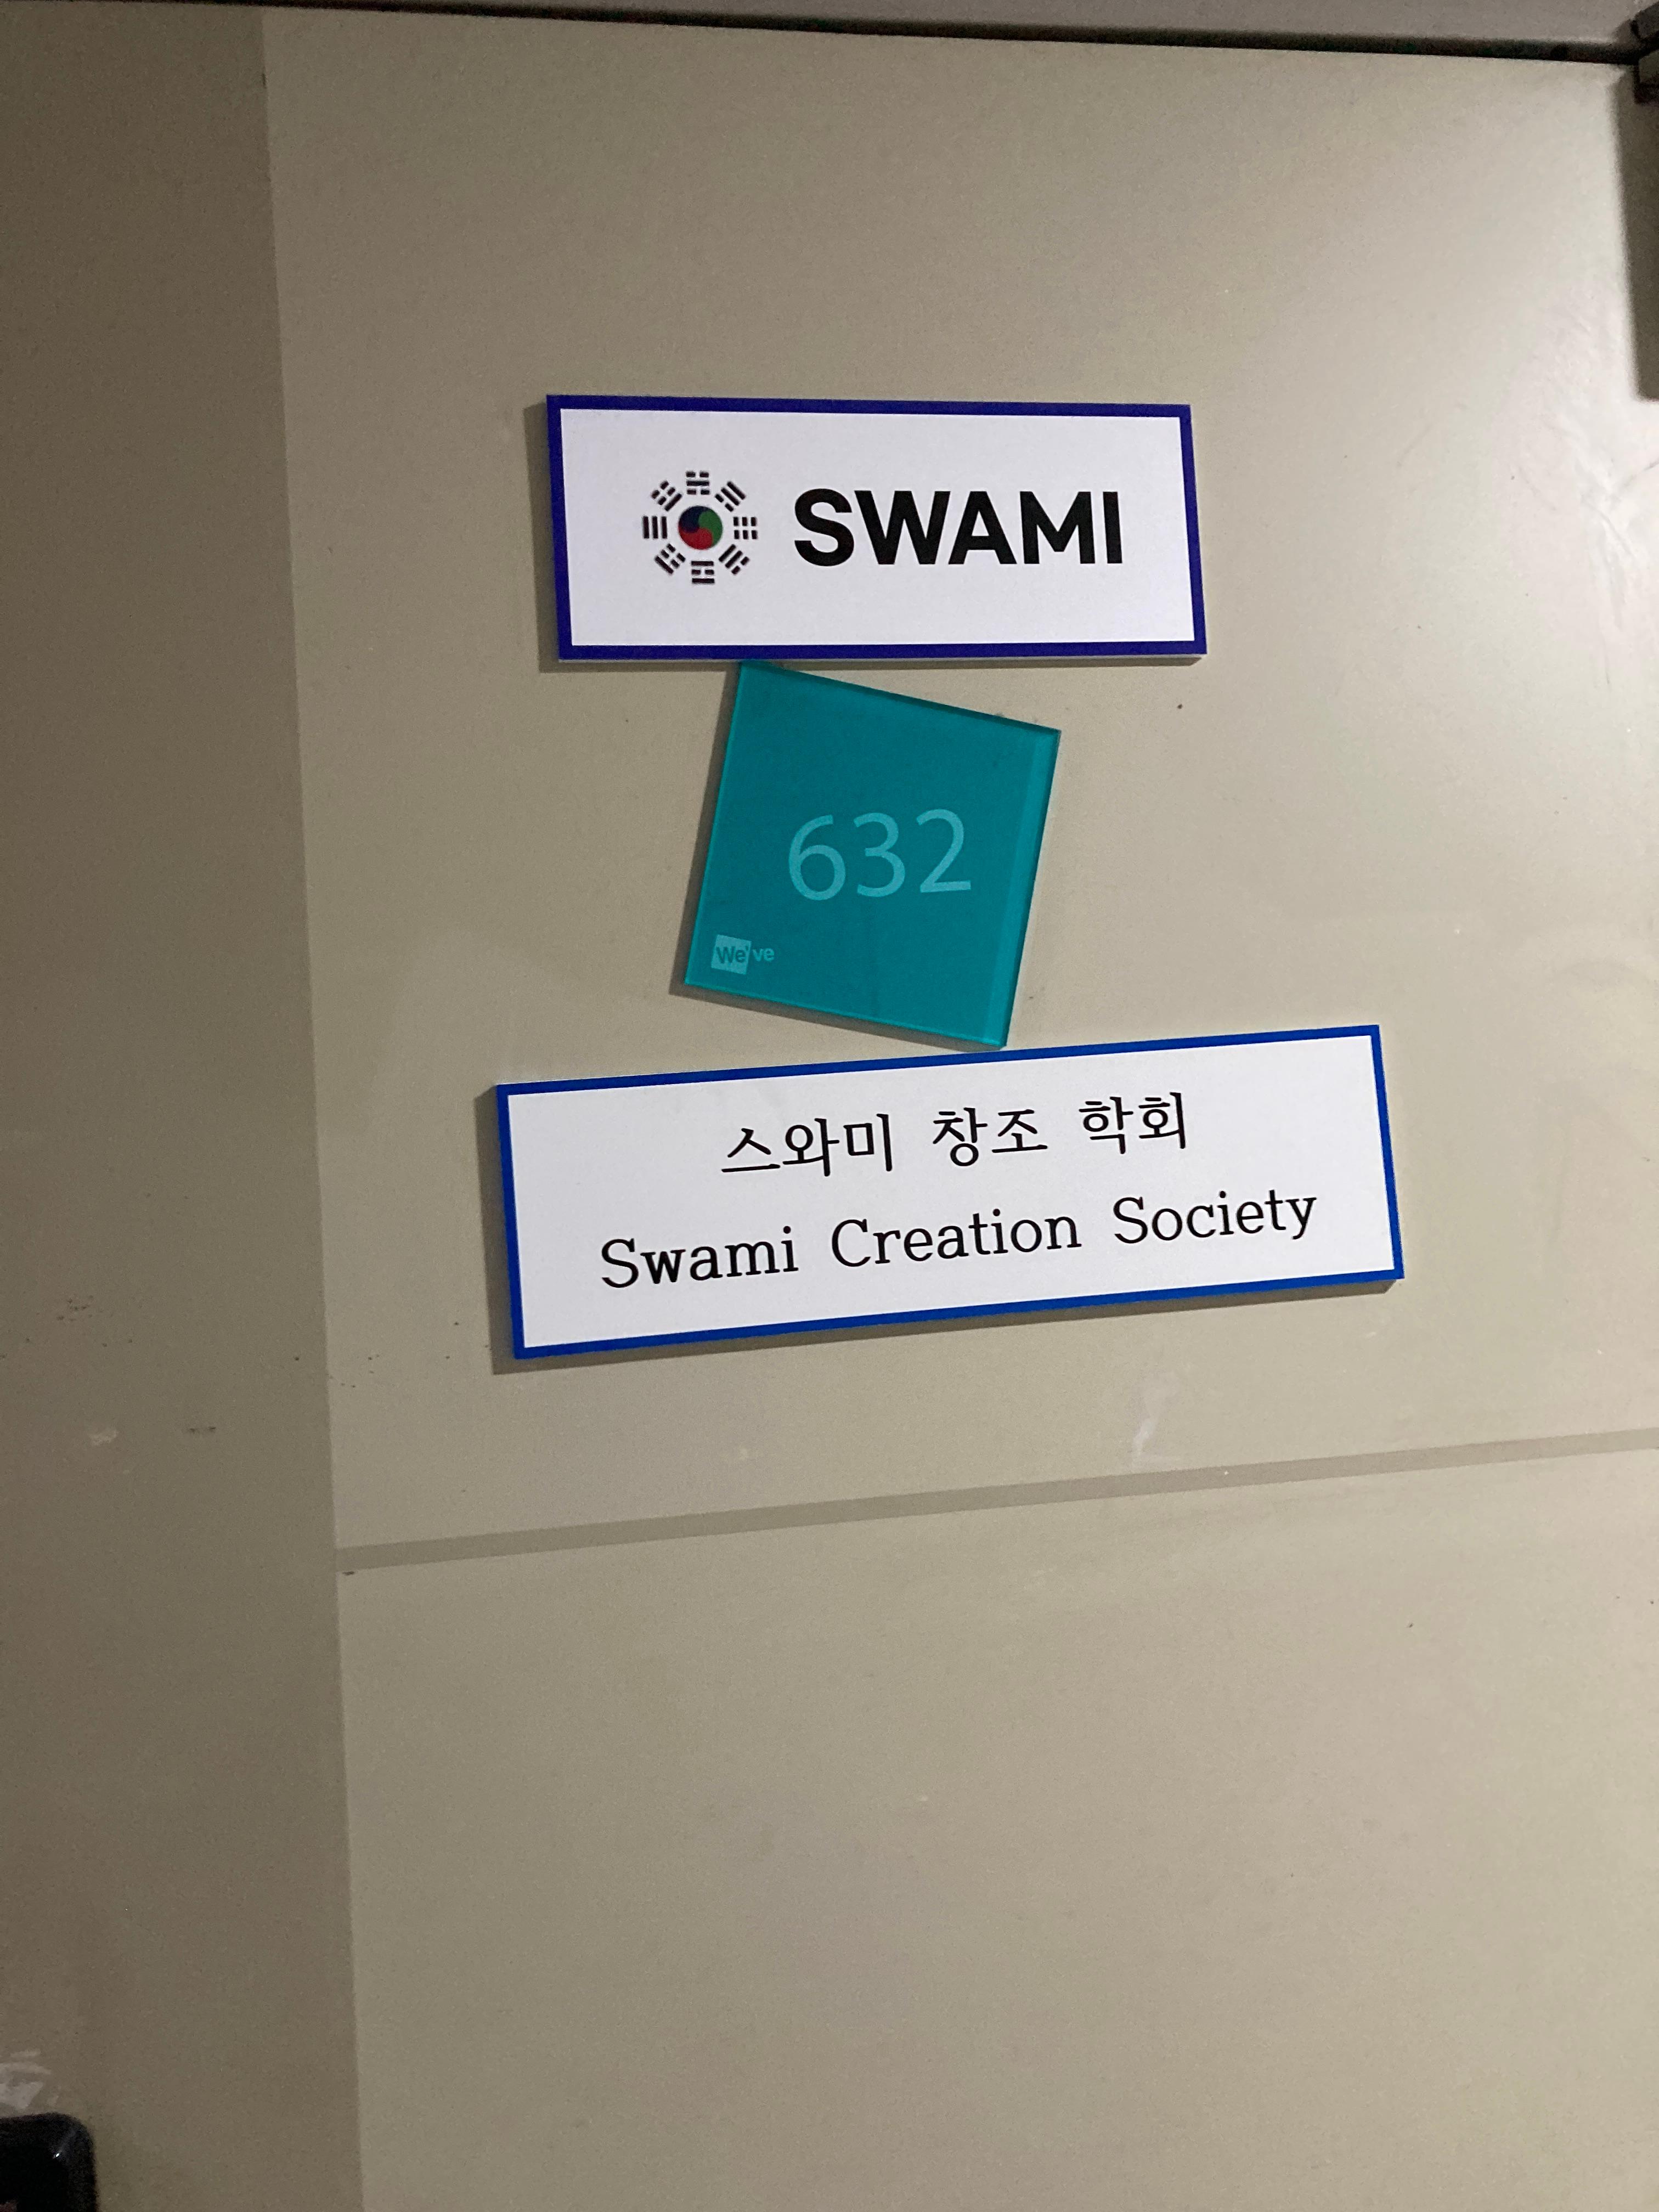 SWAMI
632
We've
스와미 창조 학회
Swami Creation Society